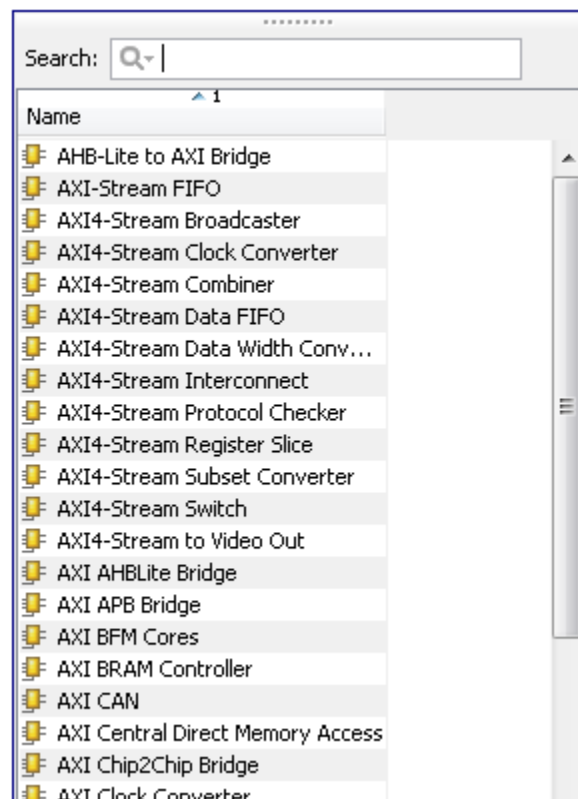 Search:
1
Name
AHB-Lite to AXI Bridge
AXI-Stream FIFO
AXI4-Stream Broadcaster
AXI4-Stream Clock Converter
AXI4-Stream Combiner
AXI4-Stream Data FIFO
AXI4-Stream Data Width Conv...
AXI4-Stream Interconnect
AXI4-Stream Protocol Checker
AXI4-Stream Register Slice
AXI4-Stream Subset Converter
AXI4-Stream Switch
AXI4-Stream to Video Out
AXI AHBLite Bridge
AXI APB Bridge
AXI BFM Cores
AXI BRAM Controller
AXI CAN
AXI Central Direct Memory Access
AXI Chip2Chip Bridge
AXI Clock Converter